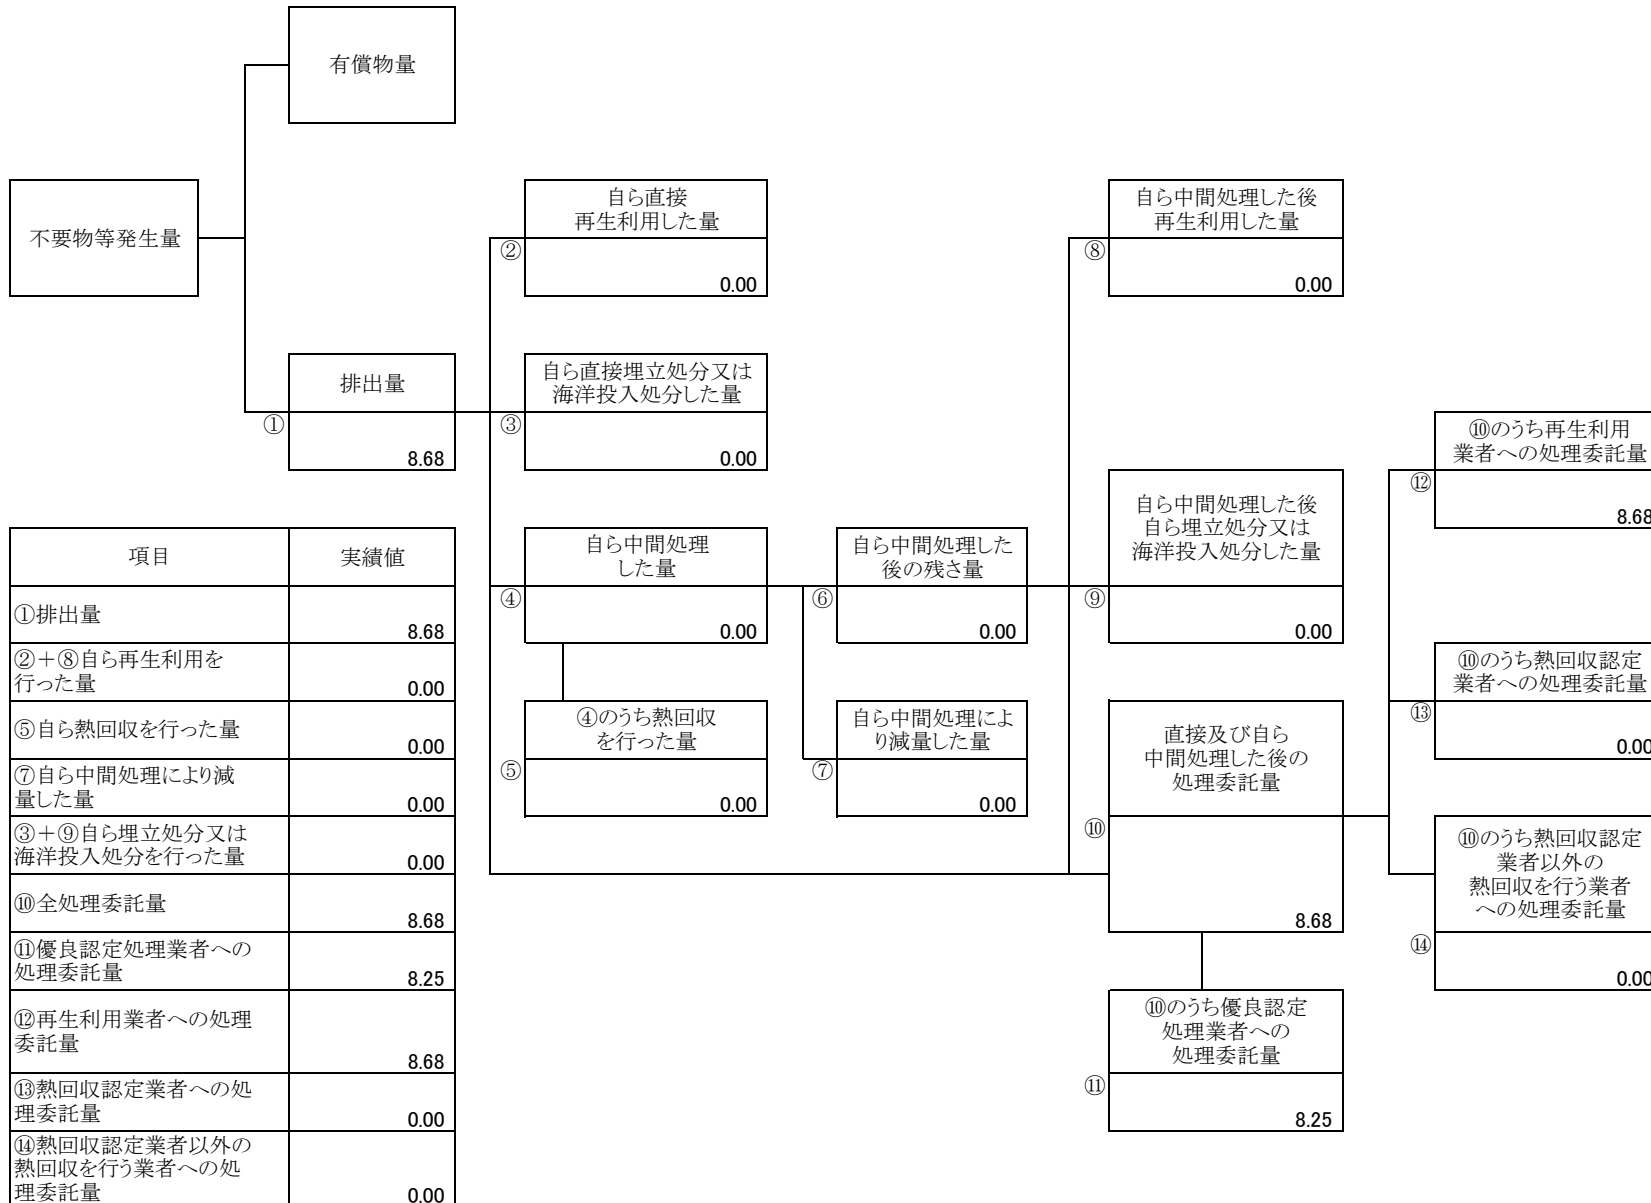 有償物量
不要物等発生量
自ら直接
再生利用した量
②
0.00
自ら中間処理した後
再生利用した量
⑧
0.00
排出量
①
8.68
自ら直接埋立処分又は
海洋投入処分した量
③
0.00
⑩のうち再生利用
業者への処理委託量
⑫
8.68
自ら中間処理
した量
④
0.00
自ら中間処理した
後の残さ量
⑥
0.00
自ら中間処理した後
自ら埋立処分又は
海洋投入処分した量
⑨
0.00
⑩のうち熱回収認定
業者への処理委託量
⑬
0.00
④のうち熱回収
を行った量
⑤
0.00
自ら中間処理によ
り減量した量
⑦
0.00
直接及び自ら
中間処理した後の
処理委託量
⑩
8.68
⑩のうち熱回収認定
業者以外の
熱回収を行う業者
への処理委託量
⑭
0.00
⑩のうち優良認定
処理業者への
処理委託量
⑪
8.25
項目 実績値
①排出量
8.68
②+⑧自ら再生利用を
行った量 0.00
⑤自ら熱回収を行った量
0.00
⑦自ら中間処理により減
量した量 0.00
③+⑨自ら埋立処分又は
海洋投入処分を行った量 0.00
⑩全処理委託量
8.68
⑪優良認定処理業者への
処理委託量 8.25
⑫再生利用業者への処理
委託量
8.68
⑬熱回収認定業者への処
理委託量 0.00
⑭熱回収認定業者以外の
熱回収を行う業者への処
理委託量 0.00